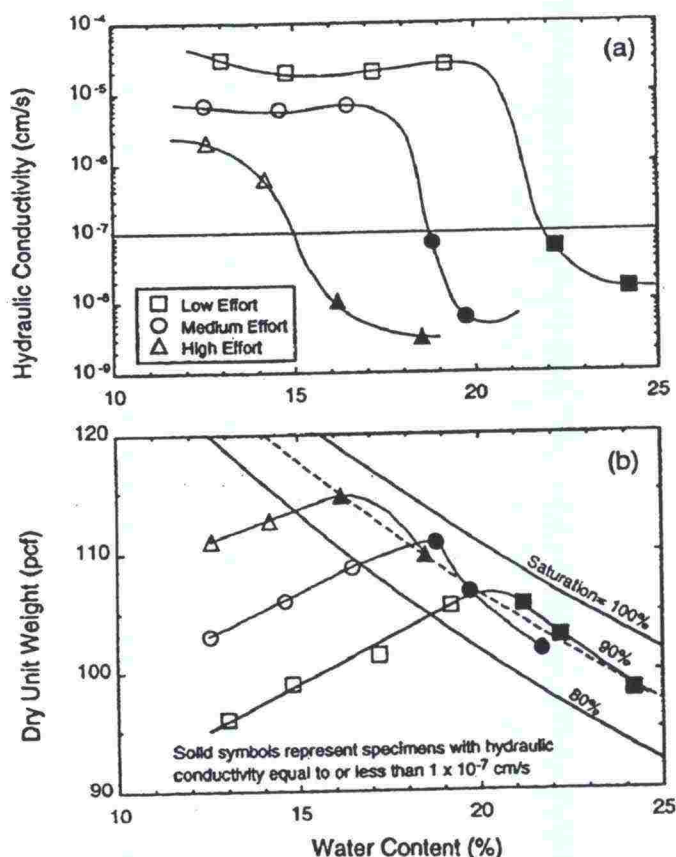 (a)
Hydraulic Conductivity (cm/s)
10⁻⁴
10⁻⁵
10⁻⁶
10⁻⁷
10⁻⁸
10⁻⁹
Low Effort
Medium Effort
High Effort
10 15 20 25
(b)
Dry Unit Weight (pcf)
120
110
100
90
Saturation= 100%
90%
80%
Solid symbols represent specimens with hydraulic
conductivity equal to or less than 1 x 10⁻⁷ cm/s
10 15 20 25
Water Content (%)